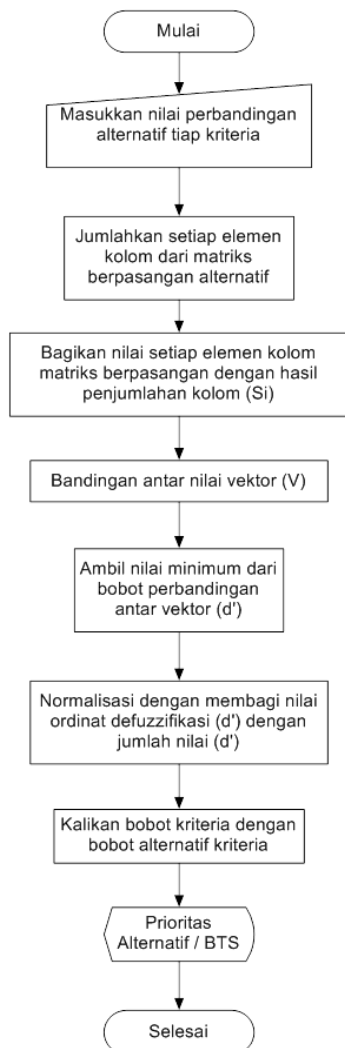 Mulai
Masukkan nilai perbandingan
alternatif tiap kriteria
Jumlahkan setiap elemen
kolom dari matriks
berpasangan alternatif
Bagikan nilai setiap elemen kolom
matriks berpasangan dengan hasil
penjumlahan kolom (Si)
Bandingan antar nilai vektor (V)
Ambil nilai minimum dari
bobot perbandingan
antar vektor (d')
Normalisasi dengan membagi nilai
ordinat defuzzifikasi (d') dengan
jumlah nilai (d')
Kalikan bobot kriteria dengan
bobot alternatif kriteria
Prioritas
Alternatif / BTS
Selesai